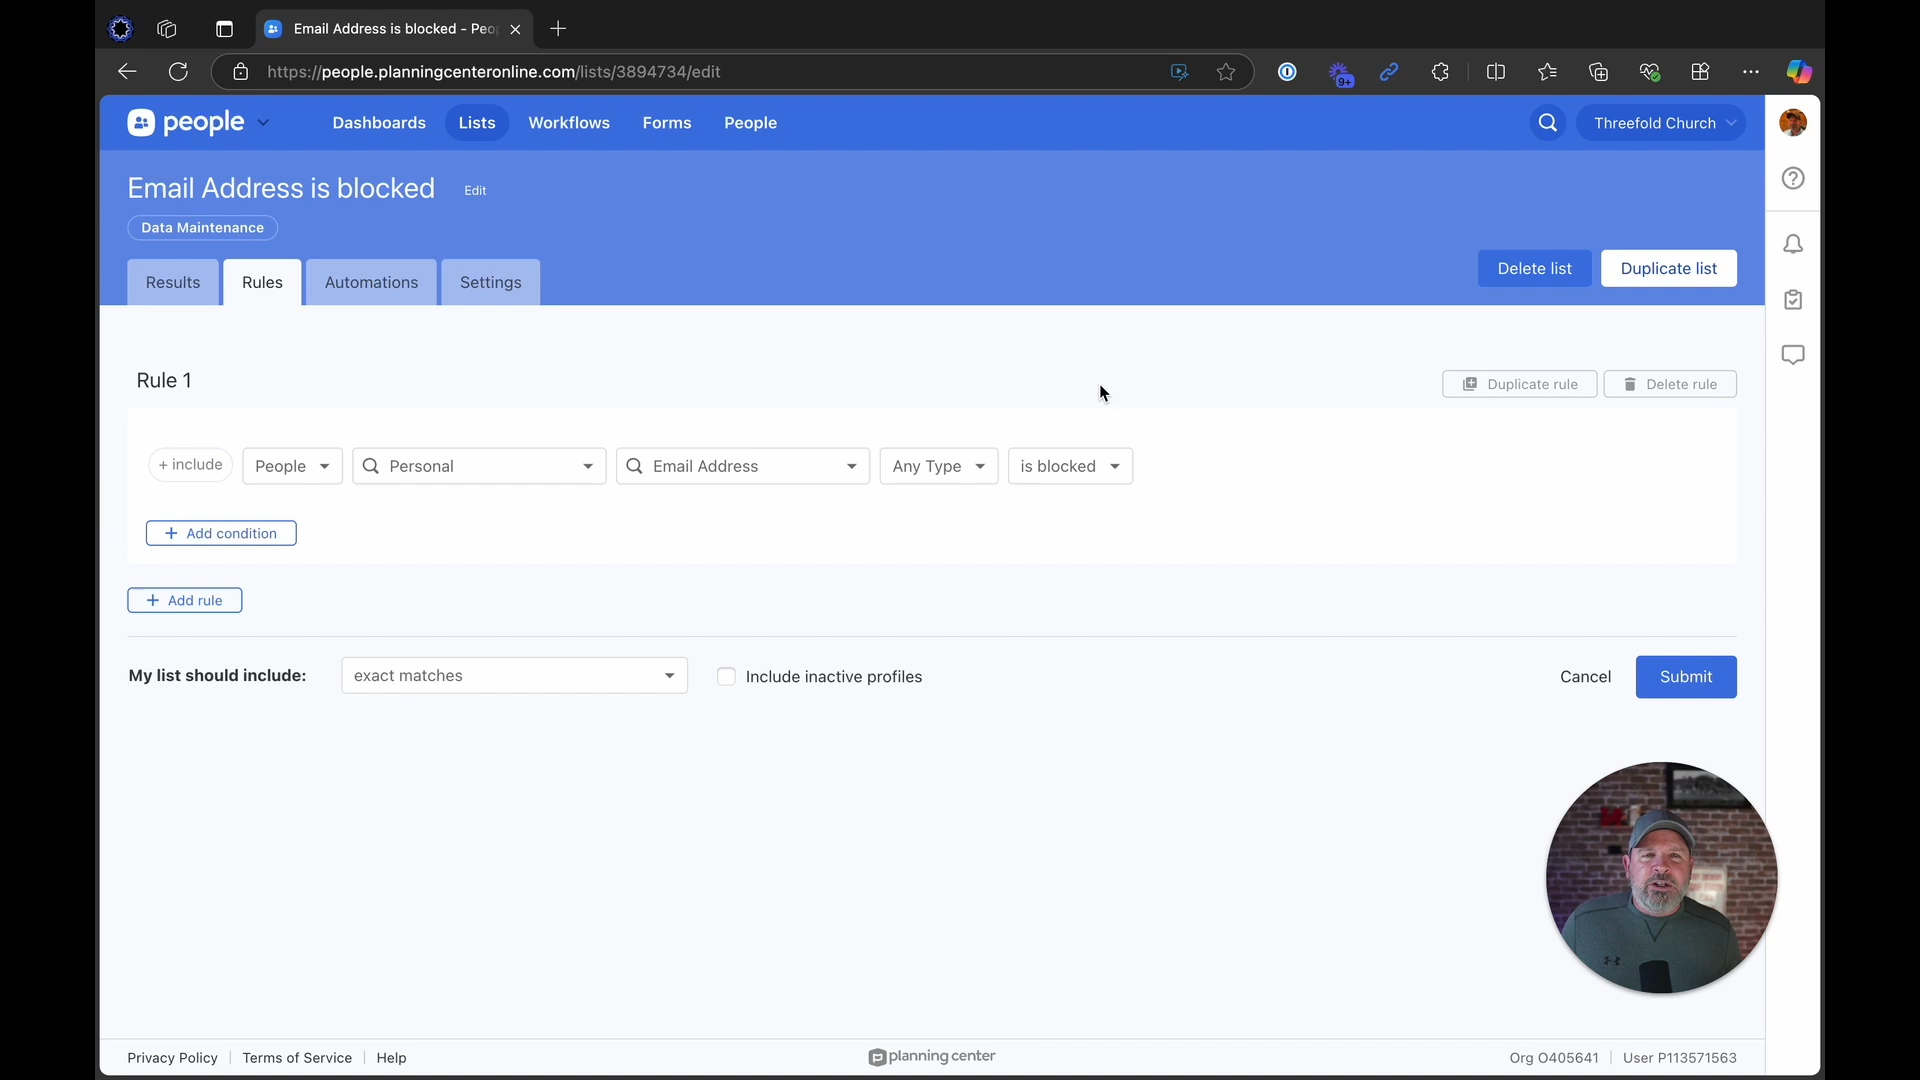 Email Address is blocked - Peo
https://people.planningcenteronline.com/lists/3894734/edit
9+
people
Dashboards
Lists
Workflows
Forms
People
Threefold Church
Email Address is blocked
Edit
Data Maintenance
Results
Rules
Automations
Settings
Delete list
Duplicate list
Rule 1
Duplicate rule
Delete rule
+ include
People
Personal
Email Address
Any Type
is blocked
+ Add condition
+ Add rule
My list should include:
exact matches
Include inactive profiles
Cancel
Submit
Privacy Policy
Terms of Service
Help
planning center
Org O405641
User P113571563